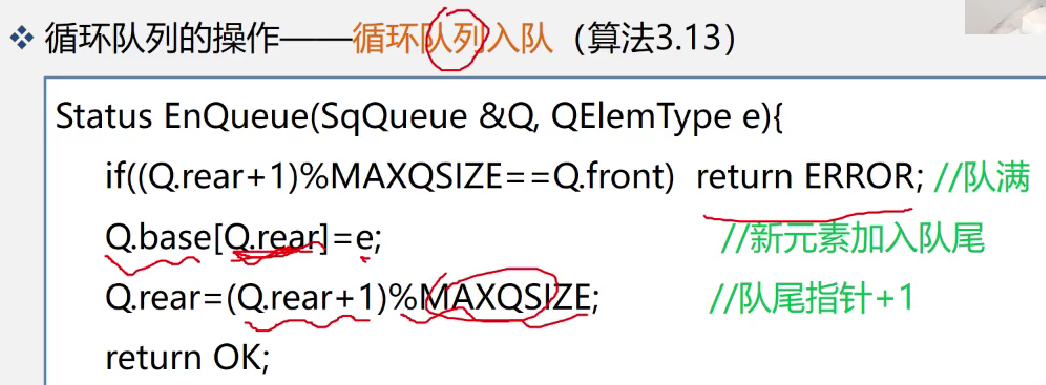 ❖ 循环队列的操作——循环队列入队（算法3.13）
Status EnQueue(SqQueue &Q, QElemType e){
if((Q.rear+1)%MAXQSIZE==Q.front) return ERROR; //队满
Q.base[Q.rear]=e; //新元素加入队尾
Q.rear=(Q.rear+1)%MAXQSIZE; //队尾指针+1
return OK;